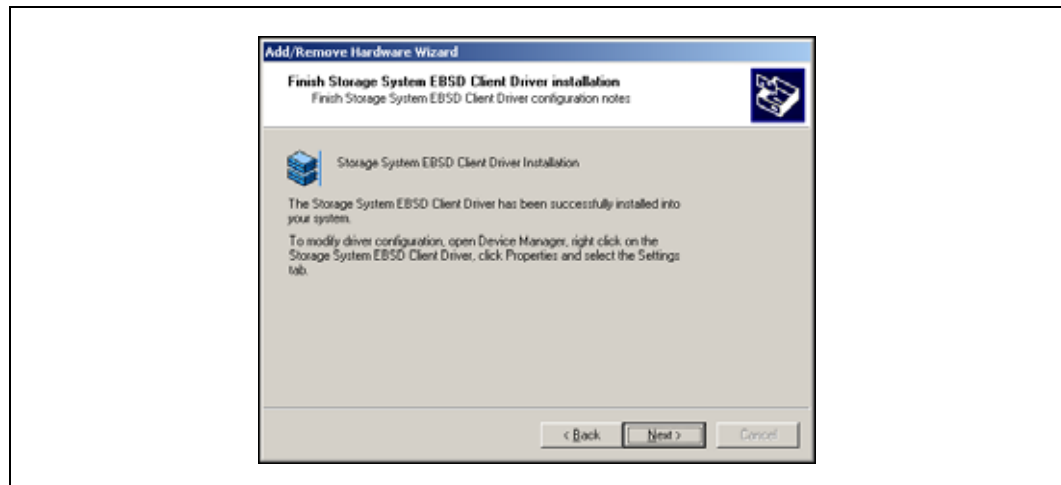 Add/Remove Hardware Wizard
Finish Storage System EBSD Client Driver installation
Finish Storage System EBSD Client Driver configuration notes
Storage System EBSD Client Driver Installation
The Storage System EBSD Client Driver has been successfully installed into
your system.
To modify driver configuration, open Device Manager, right click on the
Storage System EBSD Client Driver, click Properties and select the Settings
tab.
< Back Next > Cancel